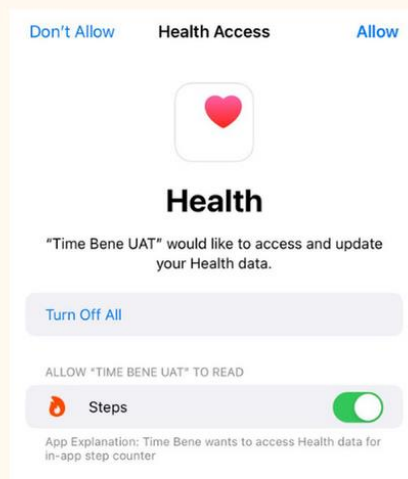 Don't Allow Health Access Allow
Health
"Time Bene UAT" would like to access and update
your Health data.
Turn Off All
ALLOW "TIME BENE UAT" TO READ
Steps
App Explanation: Time Bene wants to access Health data for
in-app step counter